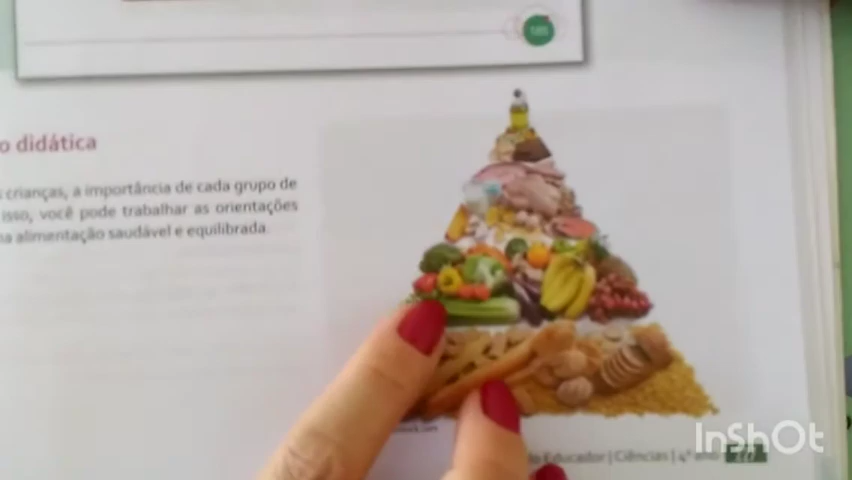 o didática
s crianças, a importância de cada grupo de
isso, você pode trabalhar as orientações
na alimentação saudável e equilibrada.
do Educador | Ciências | 4º ano
InShOt